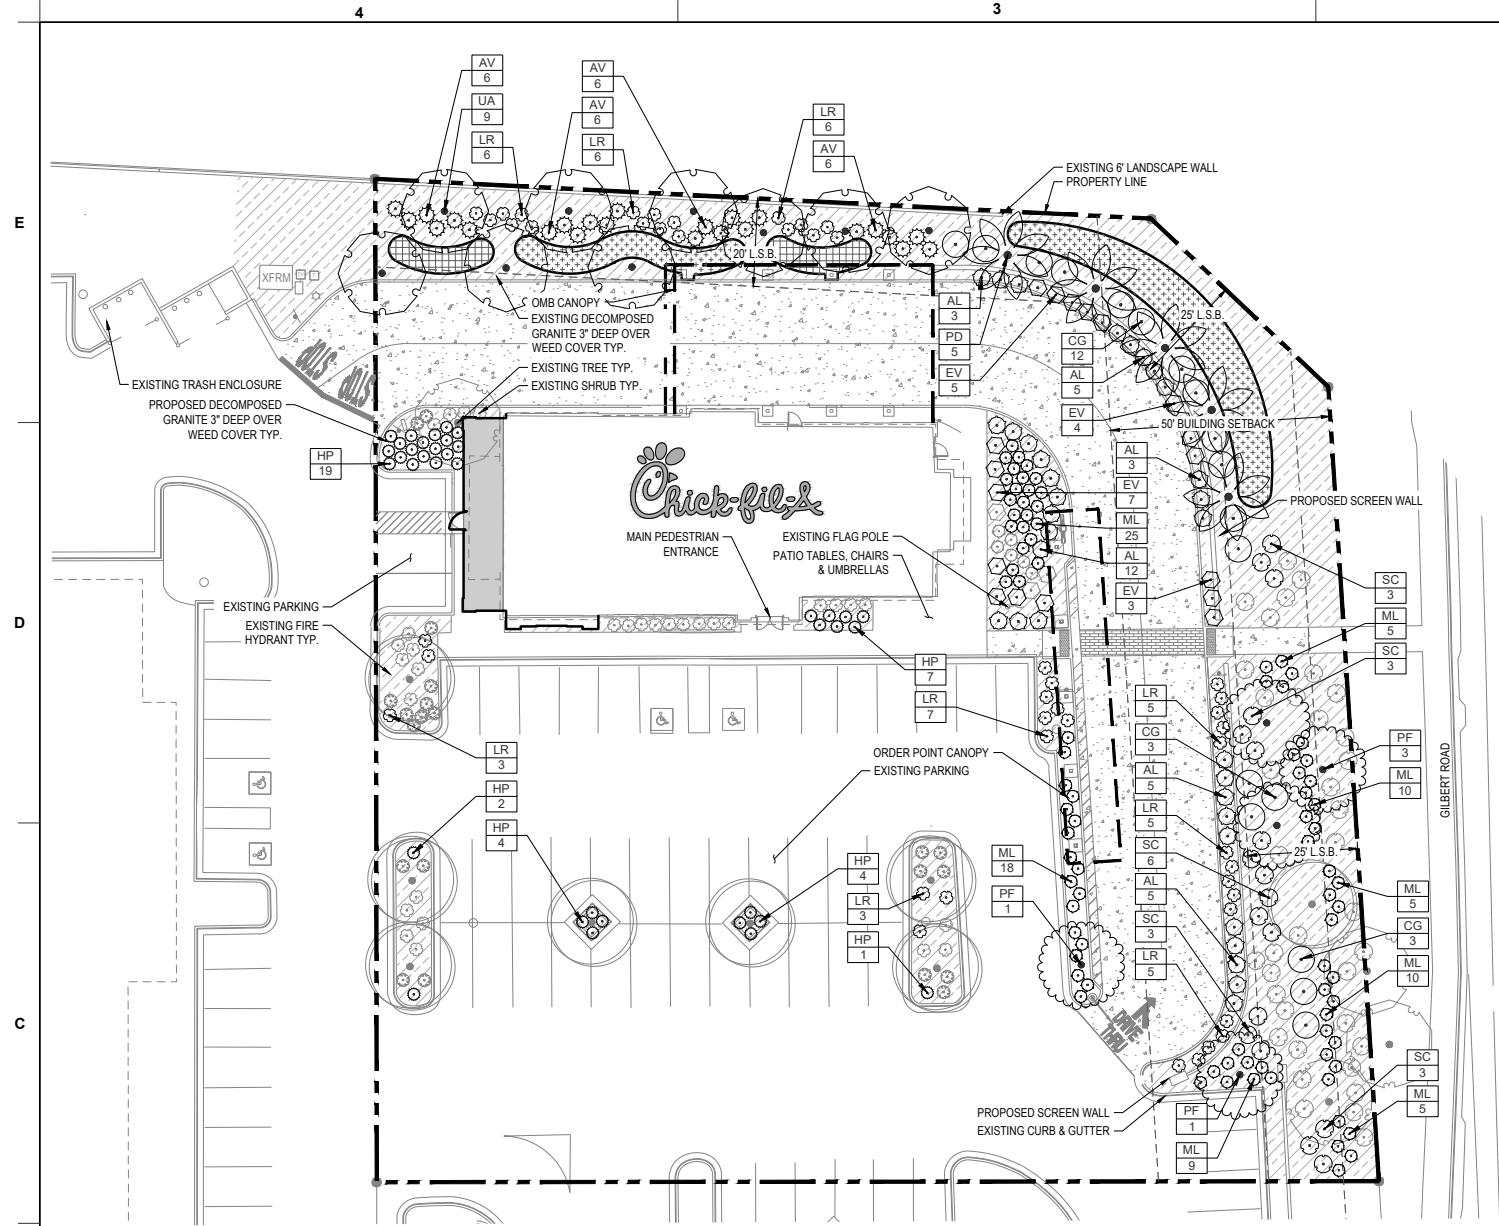 4
3
E
D
C
AV
6
UA
9
LR
6
AV
6
AV
6
LR
6
LR
6
AV
6
EXISTING 6' LANDSCAPE WALL
PROPERTY LINE
20' L.S.B.
25' L.S.B.
XFRM
OMB CANOPY
EXISTING DECOMPOSED
GRANITE 3" DEEP OVER
WEED COVER TYP.
EXISTING TREE TYP.
EXISTING SHRUB TYP.
STOP
STOP
EXISTING TRASH ENCLOSURE
PROPOSED DECOMPOSED
GRANITE 3" DEEP OVER
WEED COVER TYP.
HP
19
AL
3
PD
5
EV
5
CG
12
AL
5
EV
4
50' BUILDING SETBACK
AL
3
EV
7
ML
25
AL
12
EV
3
PROPOSED SCREEN WALL
Chick-fil-A
MAIN PEDESTRIAN
ENTRANCE
EXISTING FLAG POLE
PATIO TABLES, CHAIRS
& UMBRELLAS
EXISTING PARKING
EXISTING FIRE
HYDRANT TYP.
SC
3
ML
5
SC
3
HP
7
LR
7
LR
5
CG
3
AL
5
LR
5
SC
6
AL
5
SC
3
LR
5
PF
3
ML
10
GILBERT ROAD
25' L.S.B.
LR
3
HP
2
HP
4
ORDER POINT CANOPY
EXISTING PARKING
HP
4
LR
3
HP
1
ML
18
PF
1
ML
5
CG
3
ML
10
DRIVE
THRU
SC
3
ML
5
PROPOSED SCREEN WALL
EXISTING CURB & GUTTER
PF
1
ML
9